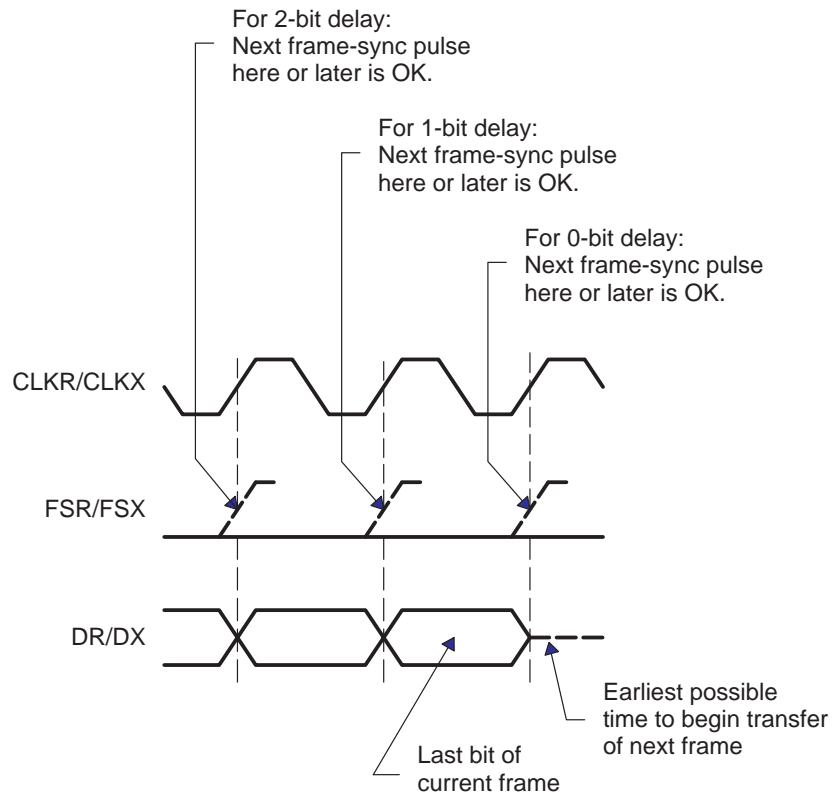 For 2-bit delay:
Next frame-sync pulse
here or later is OK.
For 1-bit delay:
Next frame-sync pulse
here or later is OK.
For 0-bit delay:
Next frame-sync pulse
here or later is OK.
CLKR/CLKX
FSR/FSX
DR/DX
Earliest possible
time to begin transfer
of next frame
Last bit of
current frame